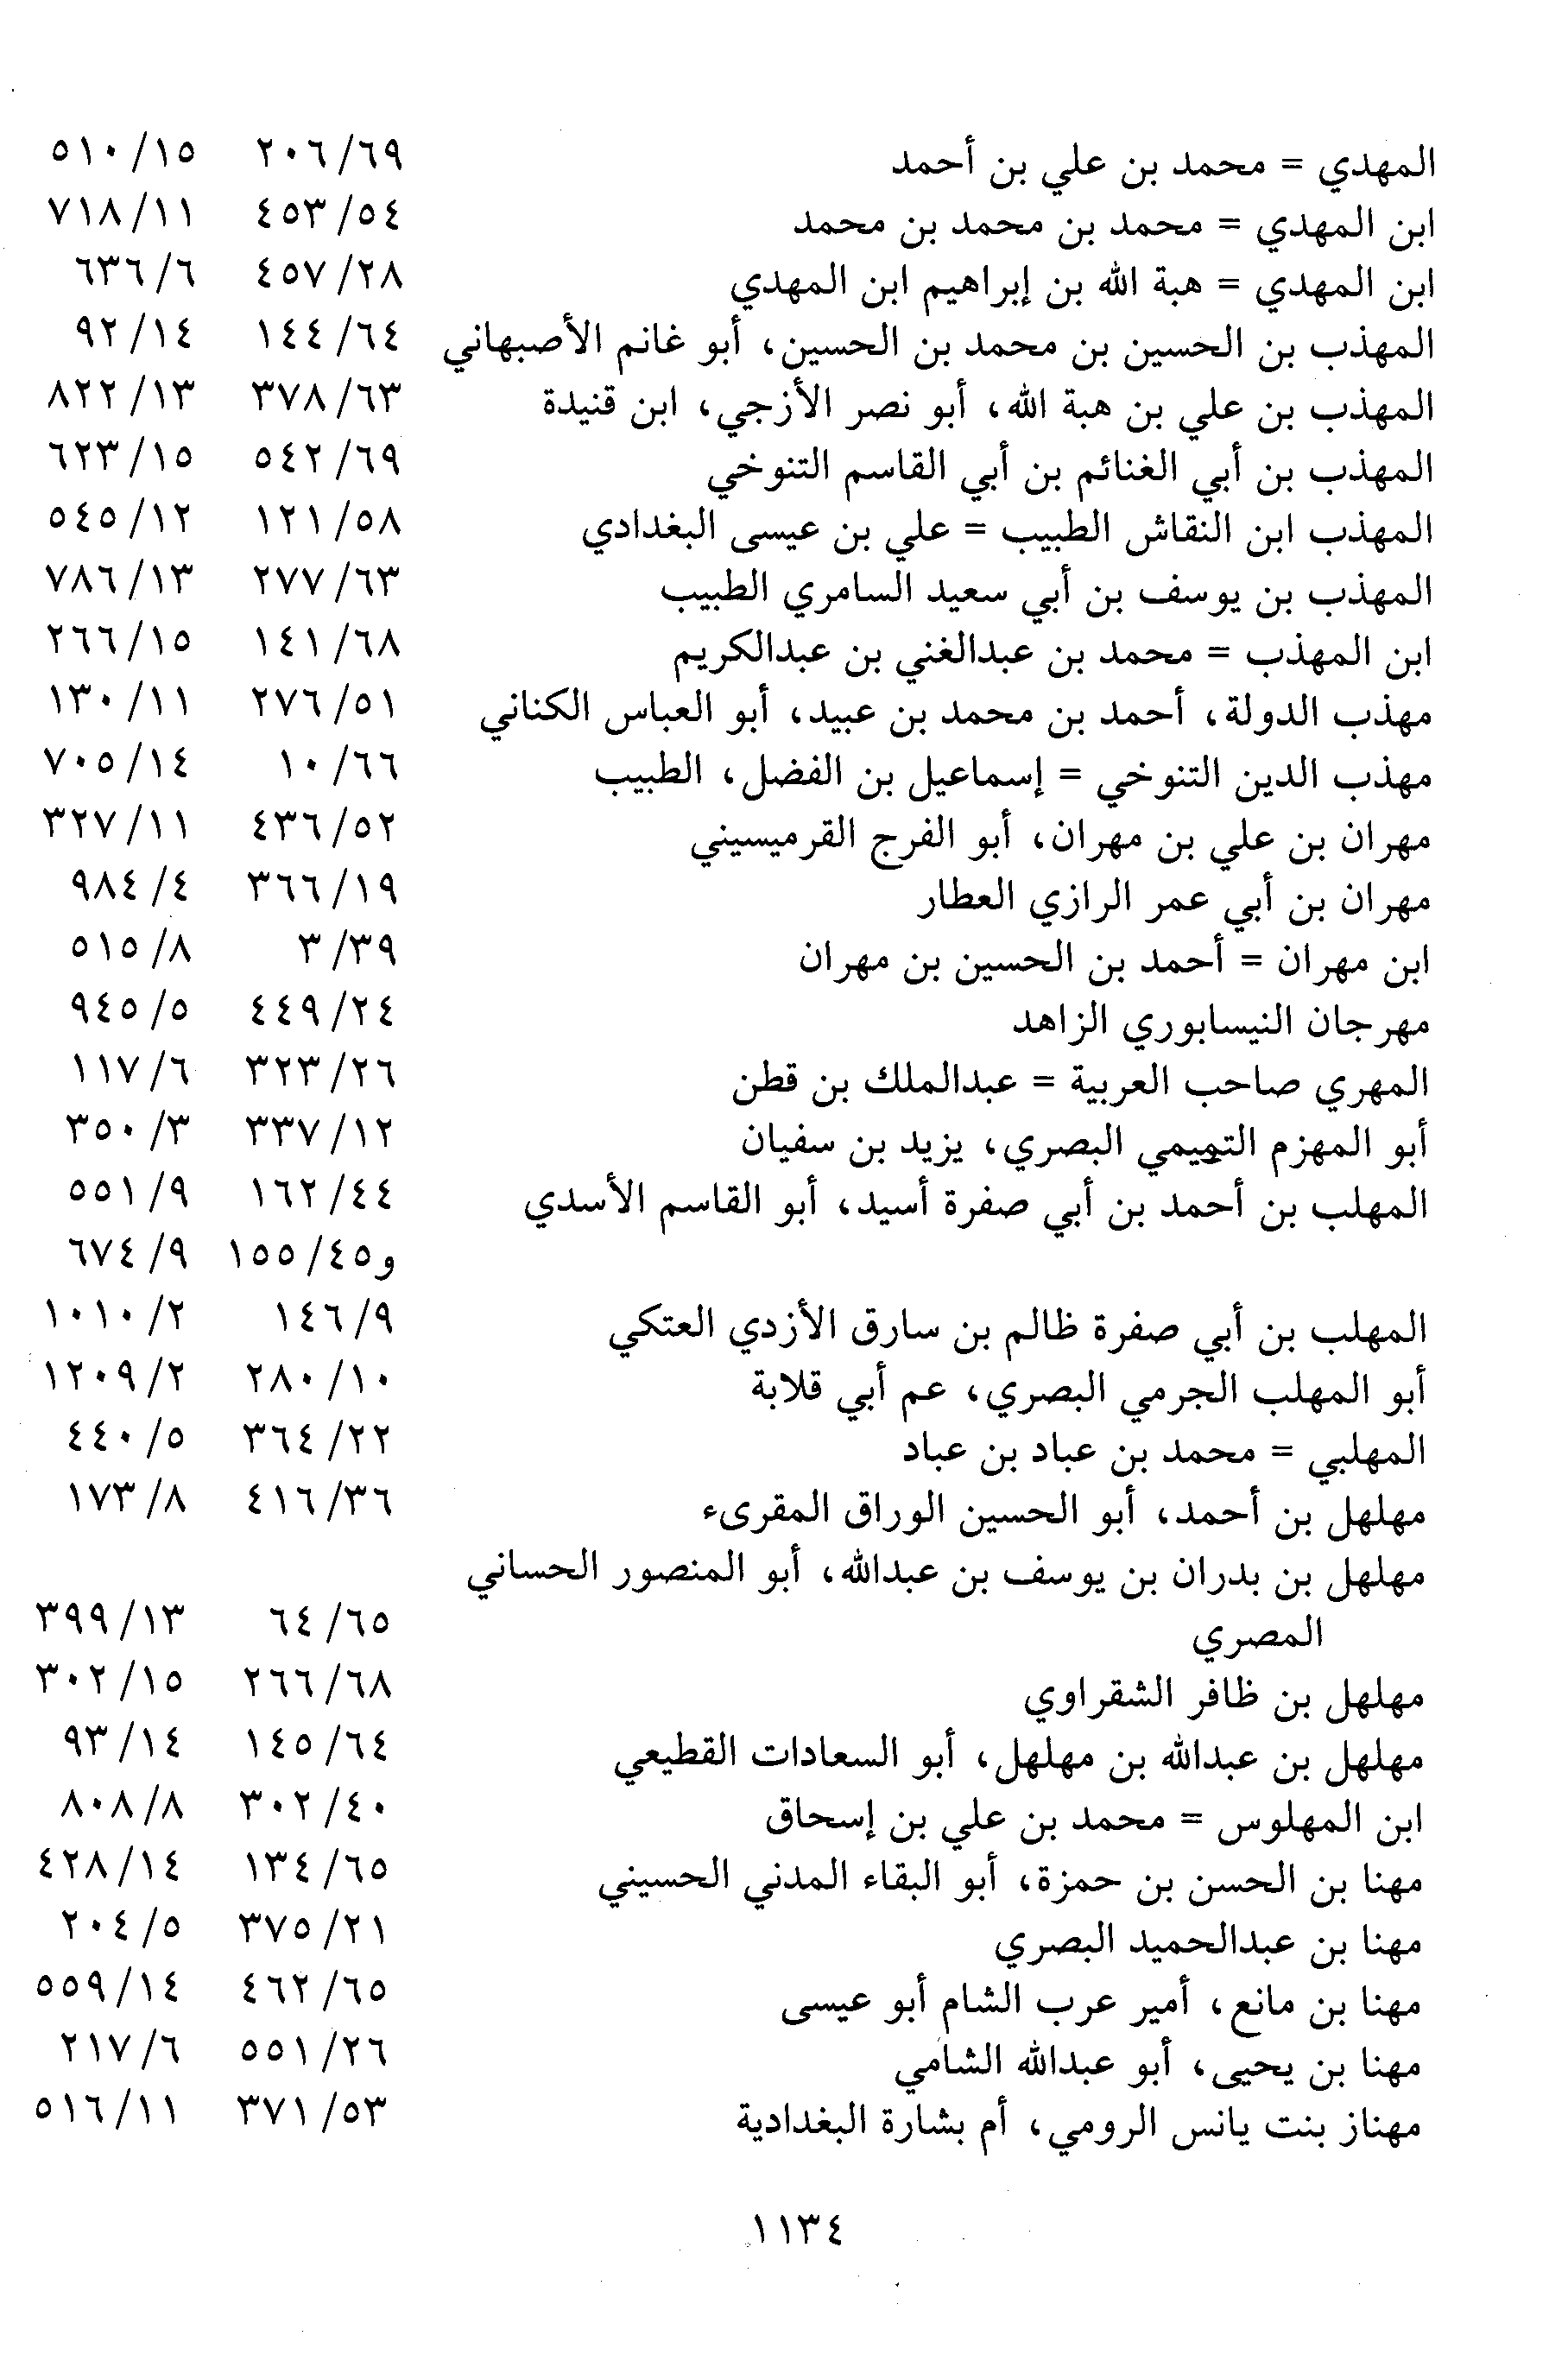 المهدي = محمد بن علي بن أحمد ٦٩/ ٢٠٦ ١٥/ ٥١٠
ابن المهدي = محمد بن محمد بن محمد ٥٤/ ٤٥٣ ١١/ ٧١٨
ابن المهدي = هبة الله بن إبراهيم ابن المهدي ٢٨/ ٤٥٧ ٦/ ٦٣٦
المهذب بن الحسين بن محمد بن الحسين، أبو غانم الأصبهاني ٦٤/ ١٤٤ ١٤/ ٩٢
المهذب بن علي بن هبة الله، أبو نصر الأزجي، ابن قنيدة ٦٣/ ٣٧٨ ١٣/ ٨٢٢
المهذب بن أبي الغنائم بن أبي القاسم التنوخي ٦٩/ ٥٤٢ ١٥/ ٦٢٣
المهذب ابن النقاش الطبيب = علي بن عيسى البغدادي ٥٨/ ١٢١ ١٢/ ٥٤٥
المهذب بن يوسف بن أبي سعيد السامري الطبيب ٦٣/ ٢٧٧ ١٣/ ٧٨٦
ابن المهذب = محمد بن عبدالغني بن عبدالكريم ٦٨/ ١٤١ ١٥/ ٢٦٦
مهذب الدولة، أحمد بن محمد بن عبيد، أبو العباس الكناني ٥١/ ٢٧٦ ١١/ ١٣٠
مهذب الدين التنوخي = إسماعيل بن الفضل، الطبيب ٦٦/ ١٠ ١٤/ ٧٠٥
مهران بن علي بن مهران، أبو الفرج القرميسيني ٥٢/ ٤٣٦ ١١/ ٣٢٧
مهران بن أبي عمر الرازي العطار ١٩/ ٣٦٦ ٤/ ٩٨٤
ابن مهران = أحمد بن الحسين بن مهران ٣٩/ ٣ ٨/ ٥١٥
مهرجان النيسابوري الزاهد ٢٤/ ٤٤٩ ٥/ ٩٤٥
المهري صاحب العربية = عبدالملك بن قطن ٢٦/ ٣٢٣ ٦/ ١١٧
أبو المهزم التميمي البصري، يزيد بن سفيان ١٢/ ٣٣٧ ٣/ ٣٥٠
المهلب بن أحمد بن أبي صفرة أسيد، أبو القاسم الأسدي ٤٤/ ١٦٢ ٩/ ٥٥١
و٤٥/ ١٥٥ ٩/ ٦٧٤
المهلب بن أبي صفرة ظالم بن سارق الأزدي العتكي ٩/ ١٤٦ ٢/ ١٠١٠
أبو المهلب الجرمي البصري، عم أبي قلابة ١٠/ ٢٨٠ ٢/ ١٢٠٩
المهلبي = محمد بن عباد بن عباد ٢٢/ ٣٦٤ ٥/ ٤٤٠
مهلهل بن أحمد، أبو الحسين الوراق المقرىء ٣٦/ ٤١٦ ٨/ ١٧٣
مهلهل بن بدران بن يوسف بن عبدالله، أبو المنصور الحساني
المصري ٦٥/ ٦٤ ١٣/ ٣٩٩
مهلهل بن ظافر الشقراوي ٦٨/ ٢٦٦ ١٥/ ٣٠٢
مهلهل بن عبدالله بن مهلهل، أبو السعادات القطيعي ٦٤/ ١٤٥ ١٤/ ٩٣
ابن المهلوس = محمد بن علي بن إسحاق ٤٠/ ٣٠٢ ٨/ ٨٠٨
مهنا بن الحسن بن حمزة، أبو البقاء المدني الحسيني ٦٥/ ١٣٤ ١٤/ ٤٢٨
مهنا بن عبدالحميد البصري ٢١/ ٣٧٥ ٥/ ٢٠٤
مهنا بن مانع، أمير عرب الشام أبو عيسى ٦٥/ ٤٦٢ ١٤/ ٥٥٩
مهنا بن يحيى، أبو عبدالله الشامي ٢٦/ ٥٥١ ٦/ ٢١٧
مهناز بنت يانس الرومي، أم بشارة البغدادية ٥٣/ ٣٧١ ١١/ ٥١٦
١١٣٤